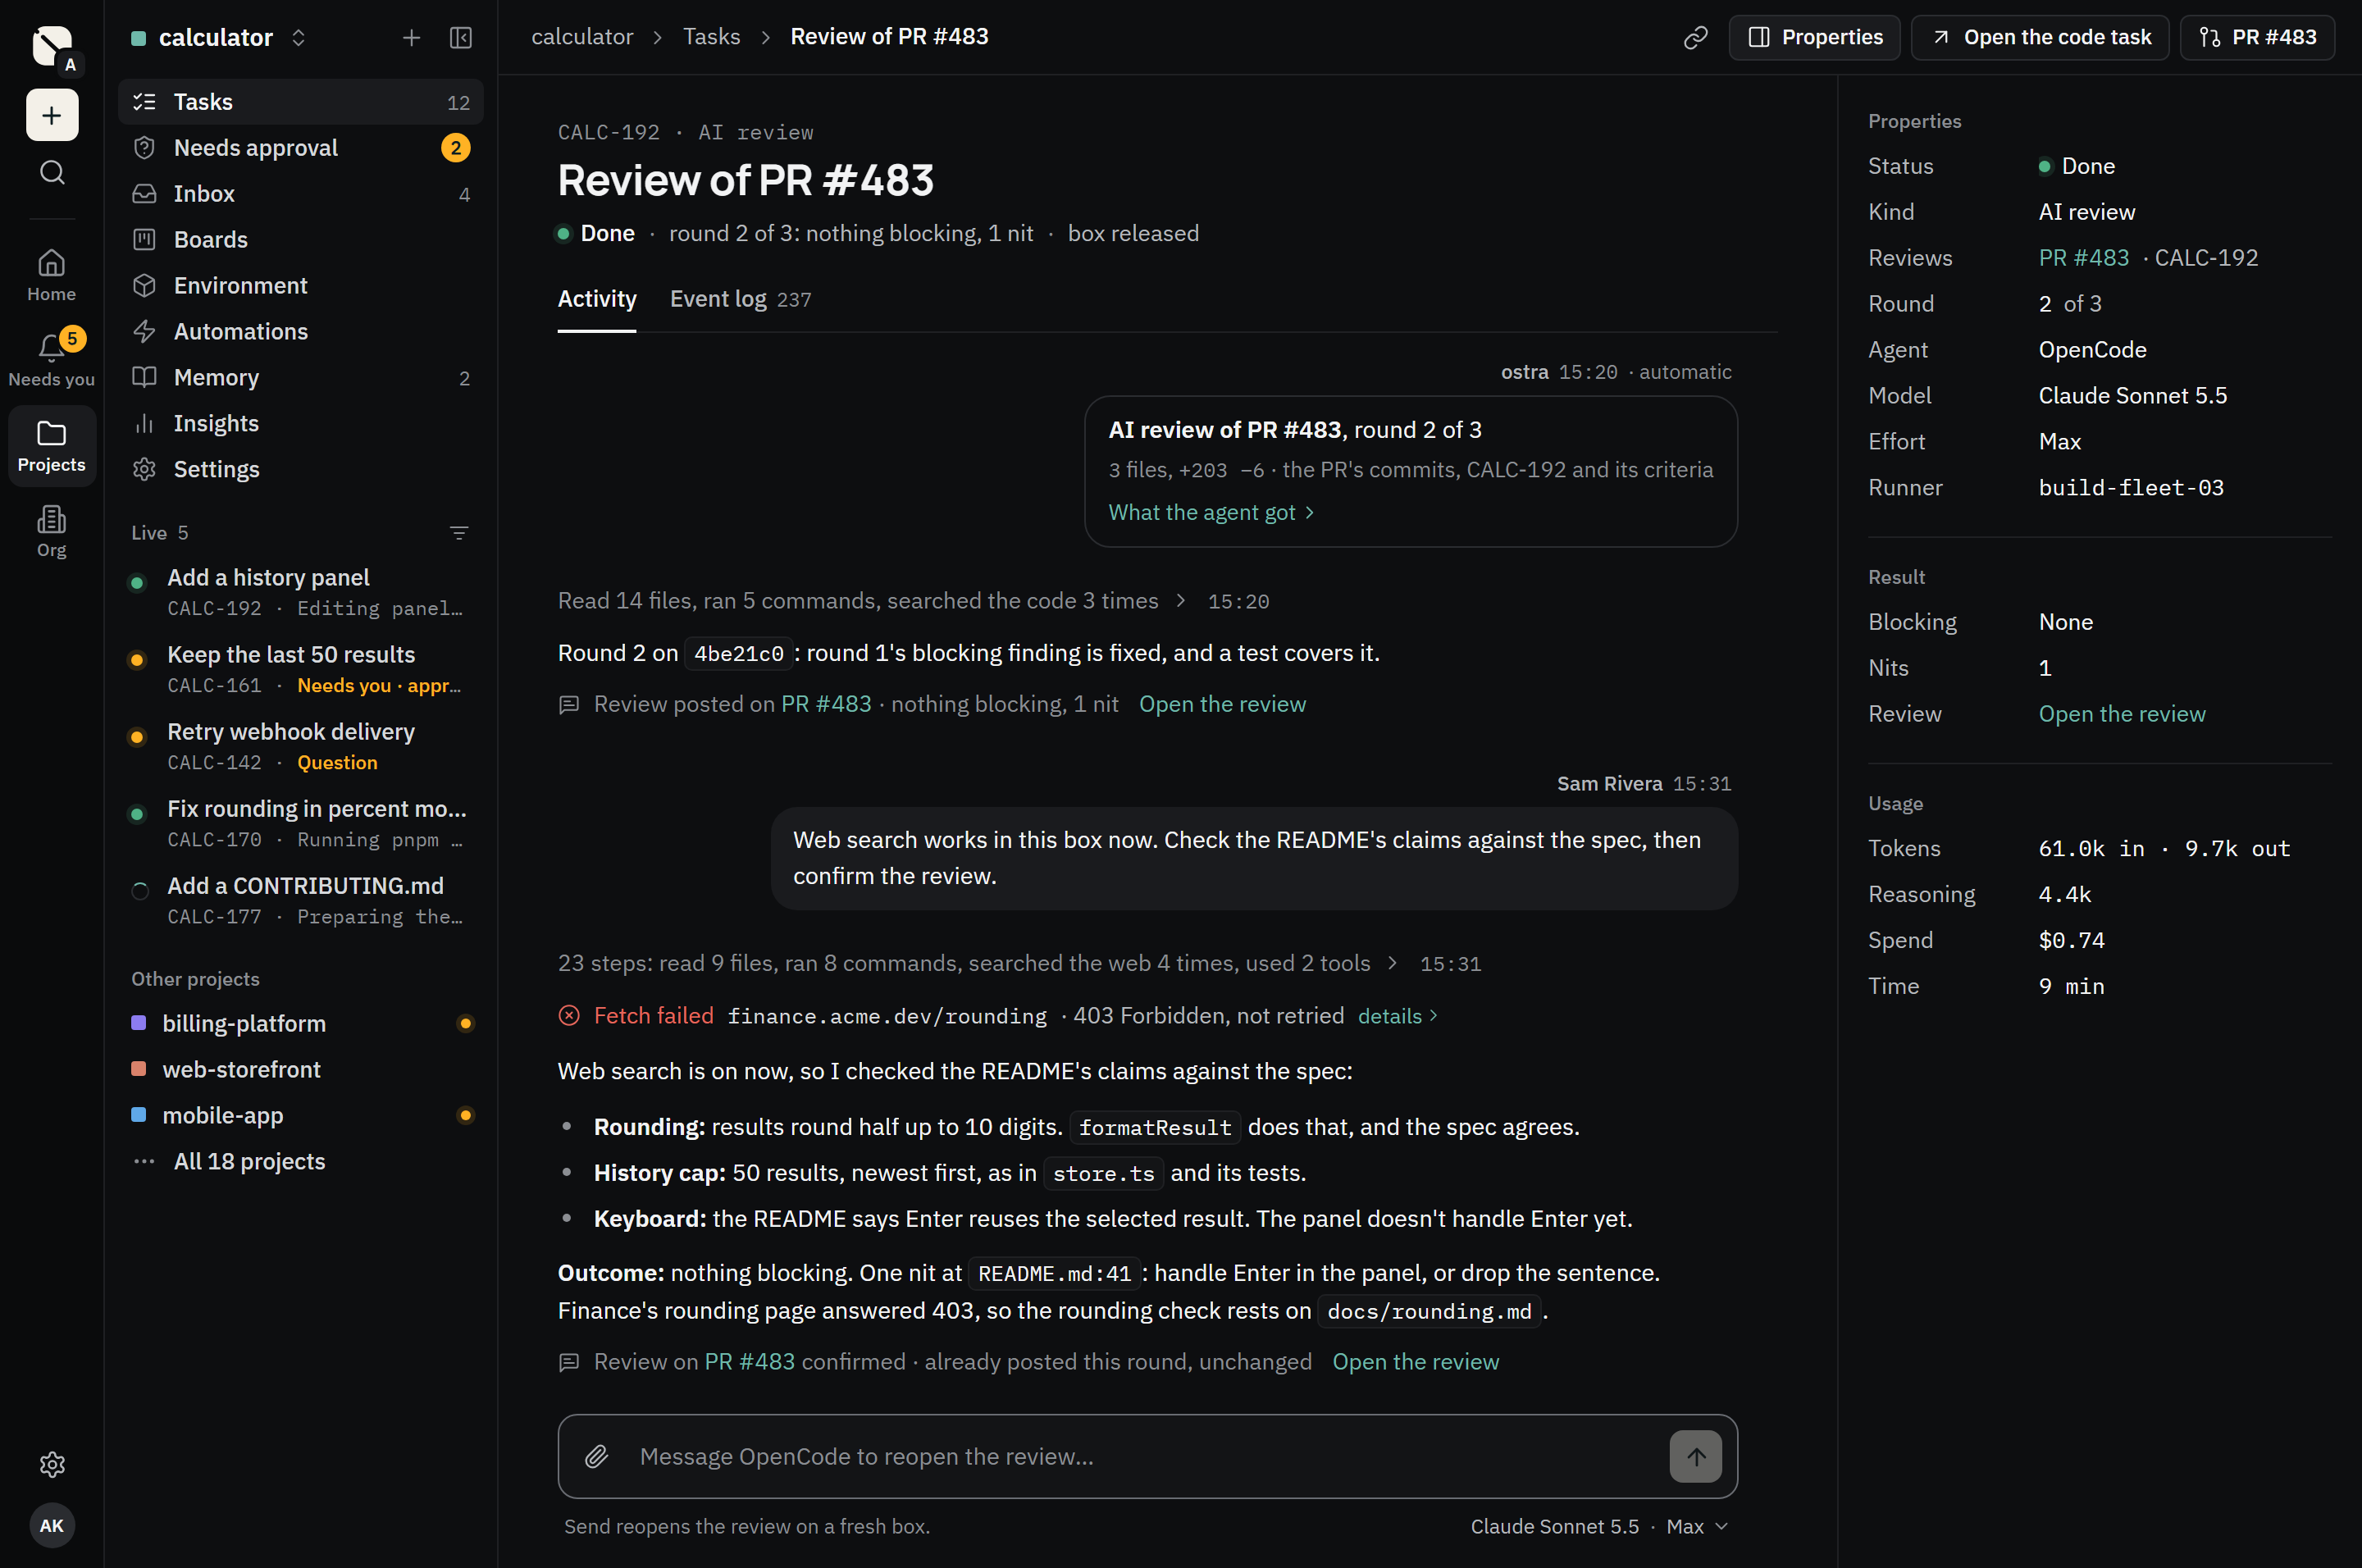 A
Home
5
Needs you
Projects
Org
AK
calculator
Tasks 12
Needs approval 2
Inbox 4
Boards
Environment
Automations
Memory 2
Insights
Settings
Live 5
Add a history panel
CALC-192 · Editing panel…
Keep the last 50 results
CALC-161 · Needs you · appr…
Retry webhook delivery
CALC-142 · Question
Fix rounding in percent mo…
CALC-170 · Running pnpm …
Add a CONTRIBUTING.md
CALC-177 · Preparing the…
Other projects
billing-platform
web-storefront
mobile-app
All 18 projects
calculator > Tasks > Review of PR #483
Properties
Open the code task
PR #483
CALC-192 · AI review
Review of PR #483
Done · round 2 of 3: nothing blocking, 1 nit · box released
Activity
Event log 237
ostra 15:20 · automatic
AI review of PR #483, round 2 of 3
3 files, +203 −6 · the PR's commits, CALC-192 and its criteria
What the agent got >
Read 14 files, ran 5 commands, searched the code 3 times > 15:20
Round 2 on 4be21c0: round 1's blocking finding is fixed, and a test covers it.
Review posted on PR #483 · nothing blocking, 1 nit Open the review
Sam Rivera 15:31
Web search works in this box now. Check the README's claims against the spec, then
confirm the review.
23 steps: read 9 files, ran 8 commands, searched the web 4 times, used 2 tools > 15:31
Fetch failed finance.acme.dev/rounding · 403 Forbidden, not retried details >
Web search is on now, so I checked the README's claims against the spec:
• Rounding: results round half up to 10 digits. formatResult does that, and the spec agrees.
• History cap: 50 results, newest first, as in store.ts and its tests.
• Keyboard: the README says Enter reuses the selected result. The panel doesn't handle Enter yet.
Outcome: nothing blocking. One nit at README.md:41: handle Enter in the panel, or drop the sentence.
Finance's rounding page answered 403, so the rounding check rests on docs/rounding.md.
Review on PR #483 confirmed · already posted this round, unchanged Open the review
Message OpenCode to reopen the review…
Send reopens the review on a fresh box.
Claude Sonnet 5.5 · Max
Properties
Status Done
Kind AI review
Reviews PR #483 · CALC-192
Round 2 of 3
Agent OpenCode
Model Claude Sonnet 5.5
Effort Max
Runner build-fleet-03
Result
Blocking None
Nits 1
Review Open the review
Usage
Tokens 61.0k in · 9.7k out
Reasoning 4.4k
Spend $0.74
Time 9 min